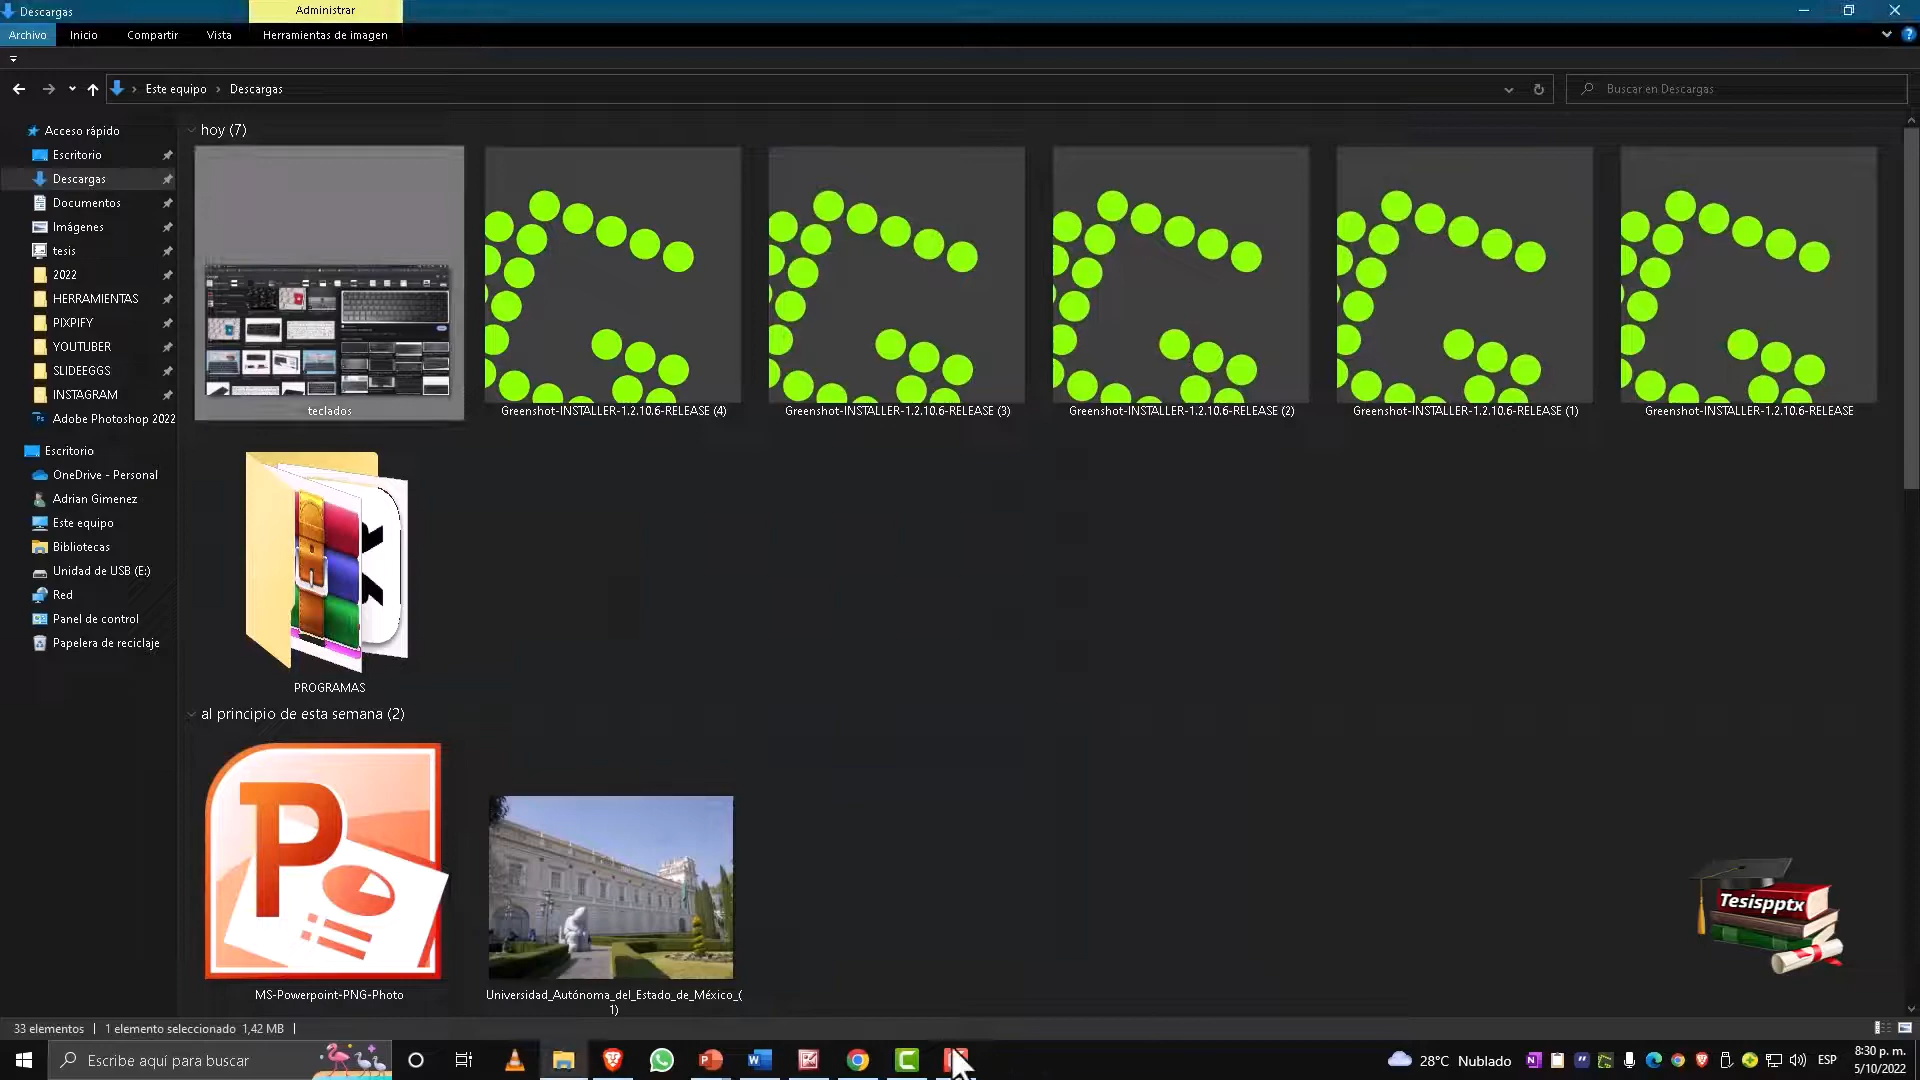 Descargas
Administrar
Archivo
Inicio
Compartir
Vista
Herramientas de imagen
Este equipo
Descargas
Buscar en Descargas
Acceso rápido
Escritorio
Descargas
Documentos
Imágenes
tesis
2022
HERRAMIENTAS
PIXPIFY
YOUTUBER
SLIDEEGGS
INSTAGRAM
Adobe Photoshop 2022
Escritorio
OneDrive - Personal
Adrian Gimenez
Este equipo
Bibliotecas
Unidad de USB (E:)
Red
Panel de control
Papelera de reciclaje
hoy (7)
teclados
Greenshot-INSTALLER-1.2.10.6-RELEASE (4)
Greenshot-INSTALLER-1.2.10.6-RELEASE (3)
Greenshot-INSTALLER-1.2.10.6-RELEASE (2)
Greenshot-INSTALLER-1.2.10.6-RELEASE (1)
Greenshot-INSTALLER-1.2.10.6-RELEASE
PROGRAMAS
al principio de esta semana (2)
P
MS-Powerpoint-PNG-Photo
Universidad_Autónoma_del_Estado_de_México_(
1)
Tesispptx
33 elementos
1 elemento seleccionado 1,42 MB
Escribe aquí para buscar
28°C Nublado
ESP
8:30 p. m.
5/10/2022